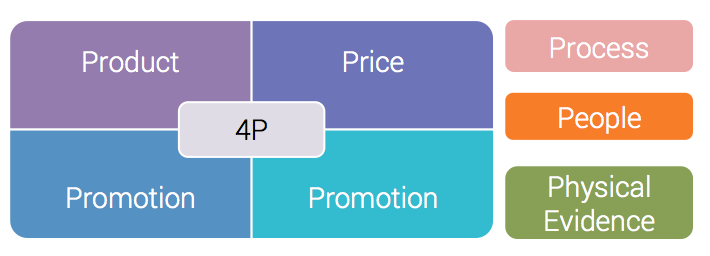 Product
Price
4P
Promotion
Promotion
Process
People
Physical
Evidence